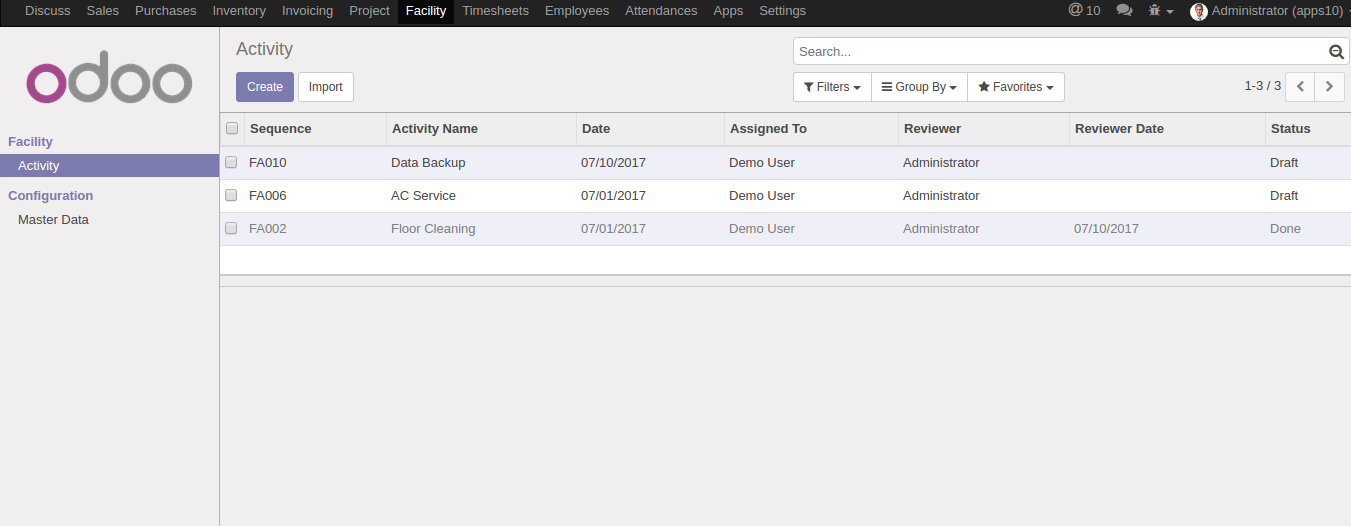 Discuss Sales Purchases Inventory Invoicing Project Facility Timesheets Employees Attendances Apps Settings @ 10 Administrator (apps10)
odoo
Activity
Search...
Create Import
Filters Group By Favorites
1-3 / 3
Facility
Activity
Configuration
Master Data
Sequence Activity Name Date Assigned To Reviewer Reviewer Date Status
FA010 Data Backup 07/10/2017 Demo User Administrator Draft
FA006 AC Service 07/01/2017 Demo User Administrator Draft
FA002 Floor Cleaning 07/01/2017 Demo User Administrator 07/10/2017 Done